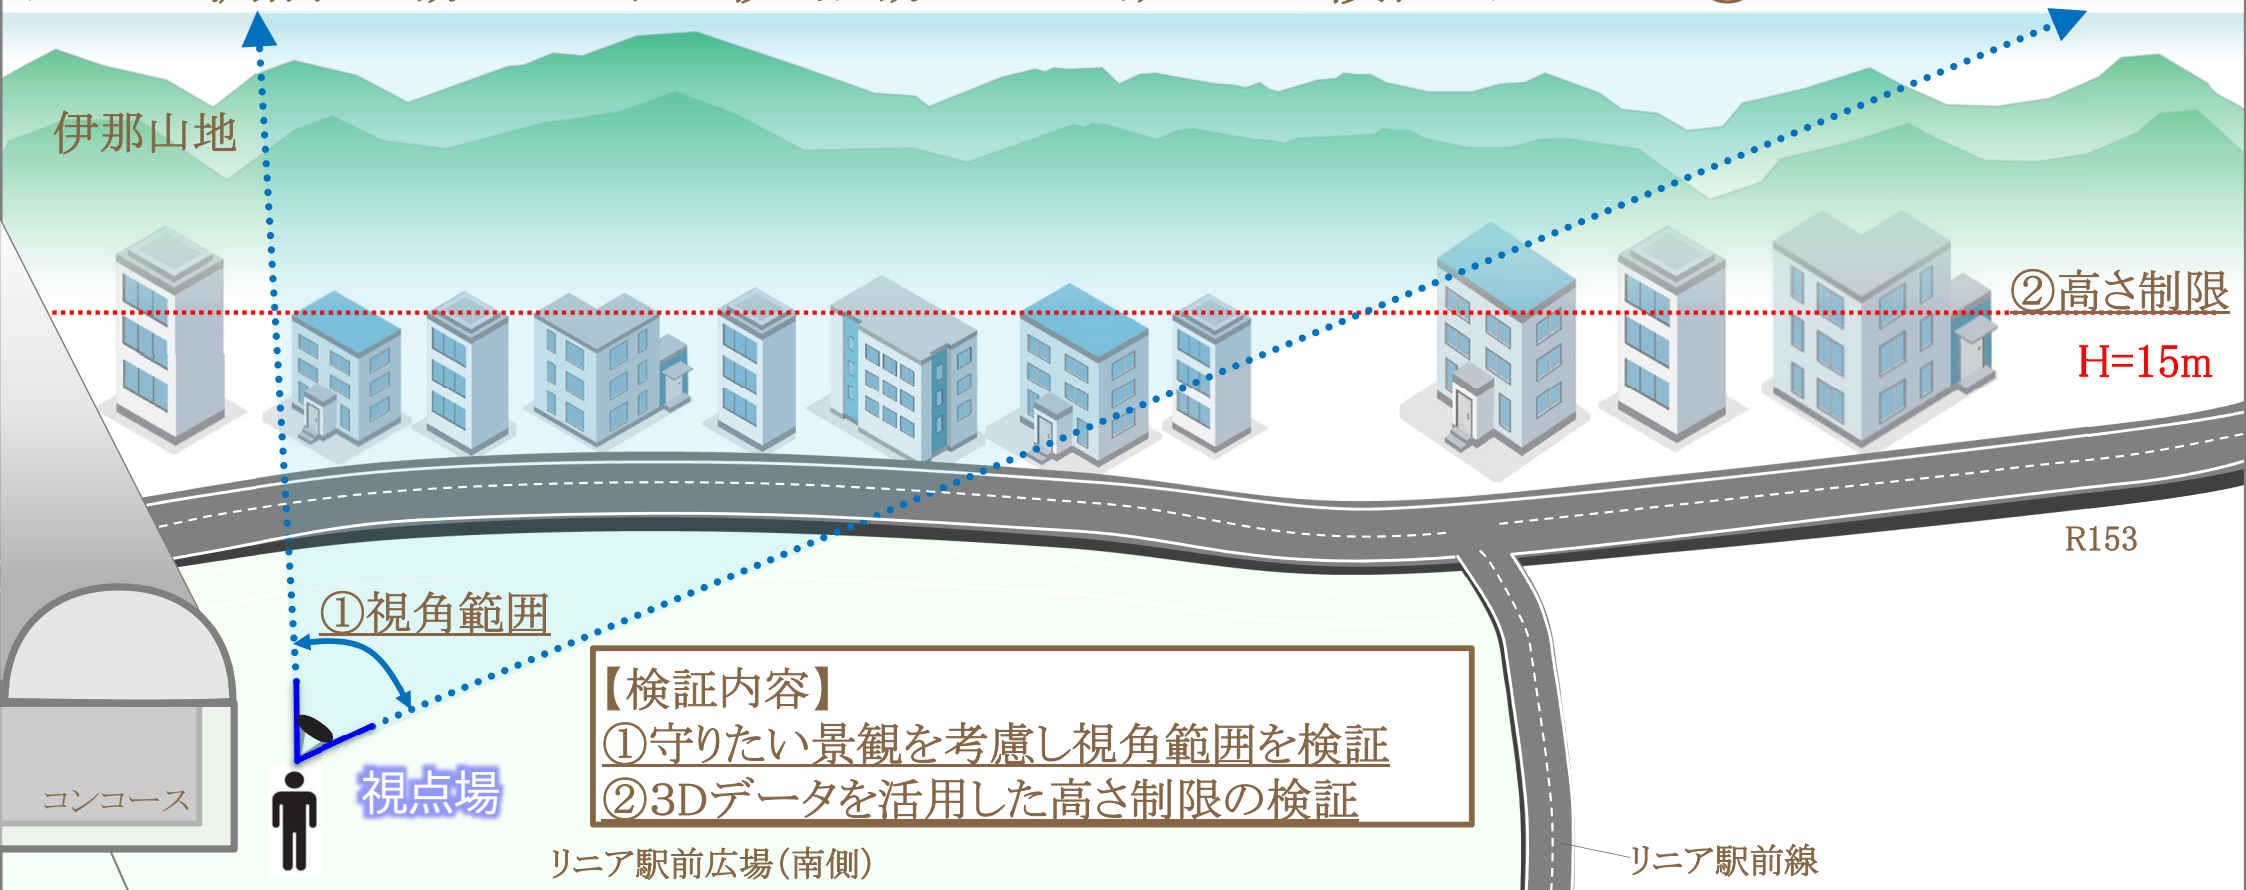 伊那山地
②高さ制限
H=15m
R153
①視角範囲
【検証内容】
①守りたい景観を考慮し視角範囲を検証
②3Dデータを活用した高さ制限の検証
視点場
コンコース
リニア駅前広場(南側)
リニア駅前線